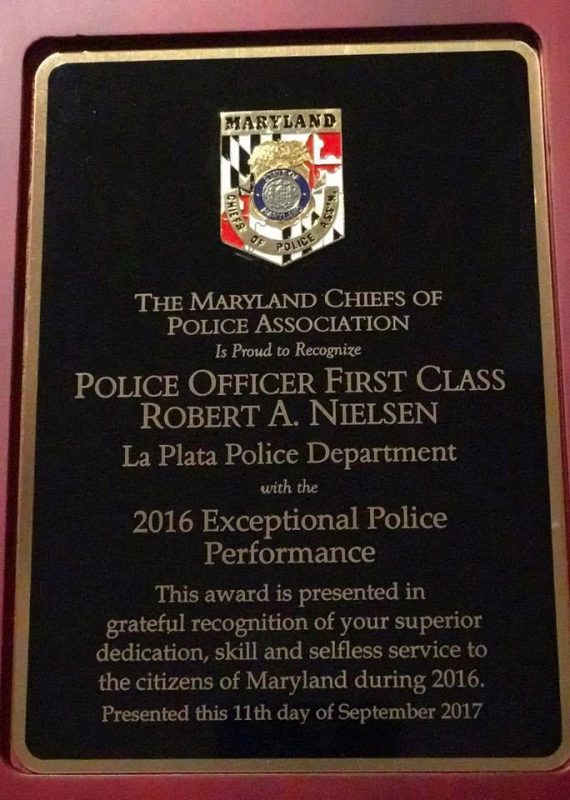 MARYLAND
CHIEFS OF POLICE ASS'N.
THE MARYLAND CHIEFS OF
POLICE ASSOCIATION
Is Proud to Recognize
POLICE OFFICER FIRST CLASS
ROBERT A. NIELSEN
La Plata Police Department
with the
2016 Exceptional Police
Performance
This award is presented in
grateful recognition of your superior
dedication, skill and selfless service to
the citizens of Maryland during 2016.
Presented this 11th day of September 2017